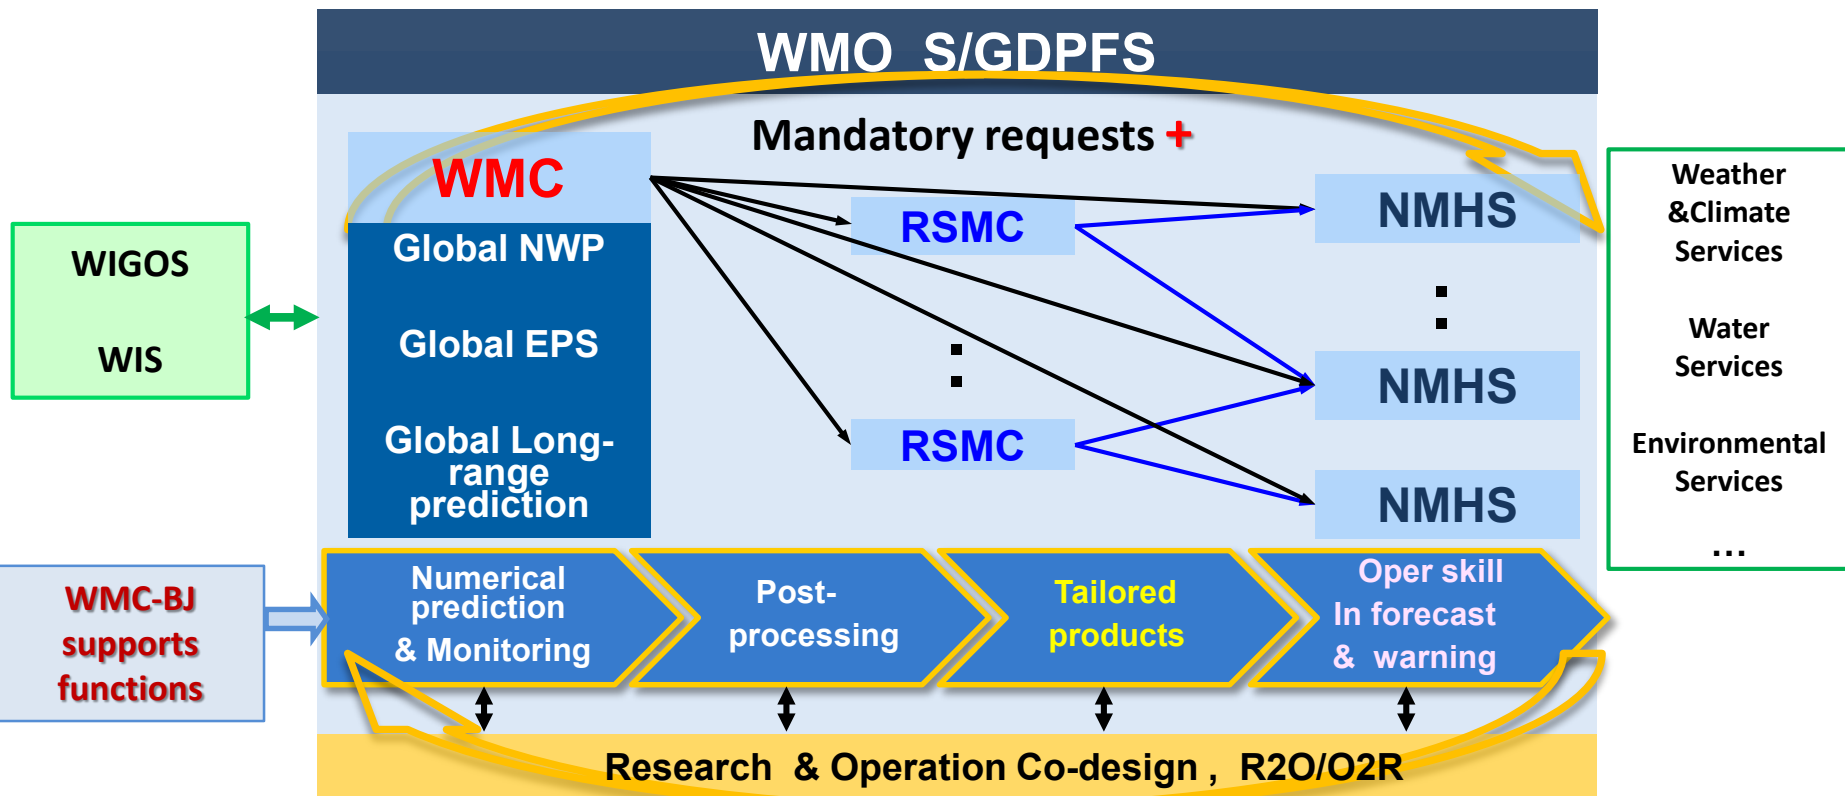 WMO S/GDPFS
Mandatory requests +
WMC
Global NWP
Global EPS
Global Long-
range
prediction
RSMC
:
RSMC
NMHS
:
NMHS
NMHS
WIGOS
WIS
Weather
&Climate
Services
Water
Services
Environmental
Services
...
WMC-BJ
supports
functions
Numerical
prediction
& Monitoring
Post-
processing
Tailored
products
Oper skill
In forecast
& warning
Research & Operation Co-design , R2O/O2R